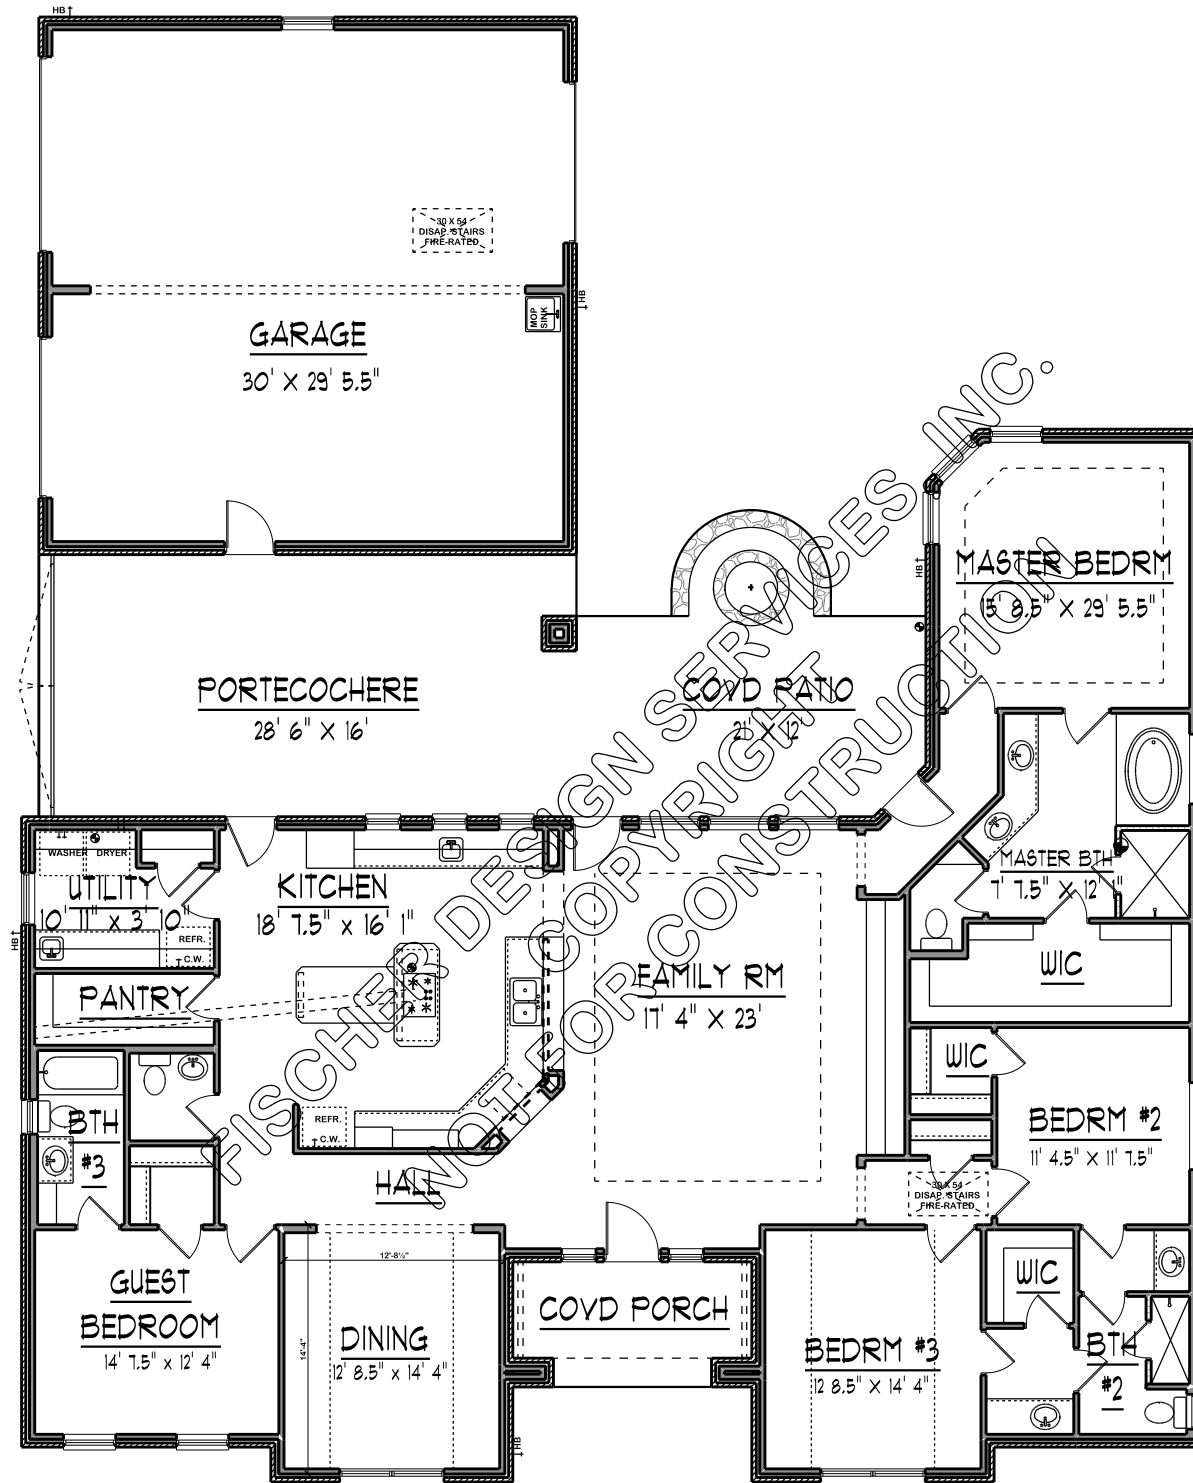 HB
30 X 54
DISAP. STAIRS
FIRE-RATED
HB
MOP
SINK
GARAGE
30' X 29' 5.5"
FISCHER DESIGN SERVICES INC.
COPYRIGHT
NOT FOR CONSTRUCTION
HB
MASTER BEDRM
15' 8.5" X 29' 5.5"
PORTECOCHERE
28' 6" X 16'
COVD PATIO
21' X 12'
WASHER DRYER
UTILITY
10' 11" x 3' 10"
KITCHEN
18' 7.5" x 16' 1"
MASTER BTH
7' 7.5" x 12' 1"
HB
REFR.
C.W.
PANTRY
FAMILY RM
17' 4" X 23'
WIC
WIC
BTH
#3
REFR.
C.W.
BEDRM #2
11' 4.5" X 11' 7.5"
HALL
30 X 54
DISAP. STAIRS
FIRE-RATED
12'-8½"
GUEST
BEDROOM
14' 7.5" x 12' 4"
14'-4"
DINING
12' 8.5" x 14' 4"
COVD PORCH
WIC
BEDRM #3
12 8.5" X 14' 4"
BTH
#2
HB